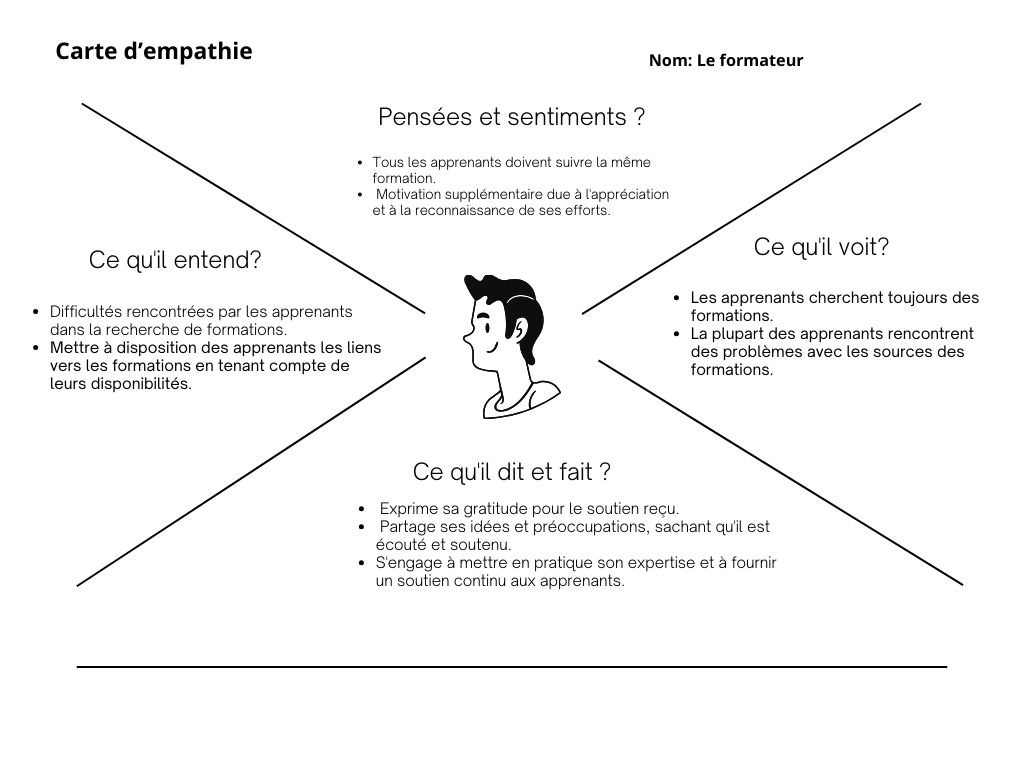 Carte d’empathie
Nom: Le formateur
Pensées et sentiments ?
• Tous les apprenants doivent suivre la même
formation.
• Motivation supplémentaire due à l'appréciation
et à la reconnaissance de ses efforts.
Ce qu'il entend?
• Difficultés rencontrées par les apprenants
dans la recherche de formations.
• Mettre à disposition des apprenants les liens
vers les formations en tenant compte de
leurs disponibilités.
Ce qu'il voit?
• Les apprenants cherchent toujours des
formations.
• La plupart des apprenants rencontrent
des problèmes avec les sources des
formations.
Ce qu'il dit et fait ?
• Exprime sa gratitude pour le soutien reçu.
• Partage ses idées et préoccupations, sachant qu'il est
écouté et soutenu.
• S'engage à mettre en pratique son expertise et à fournir
un soutien continu aux apprenants.